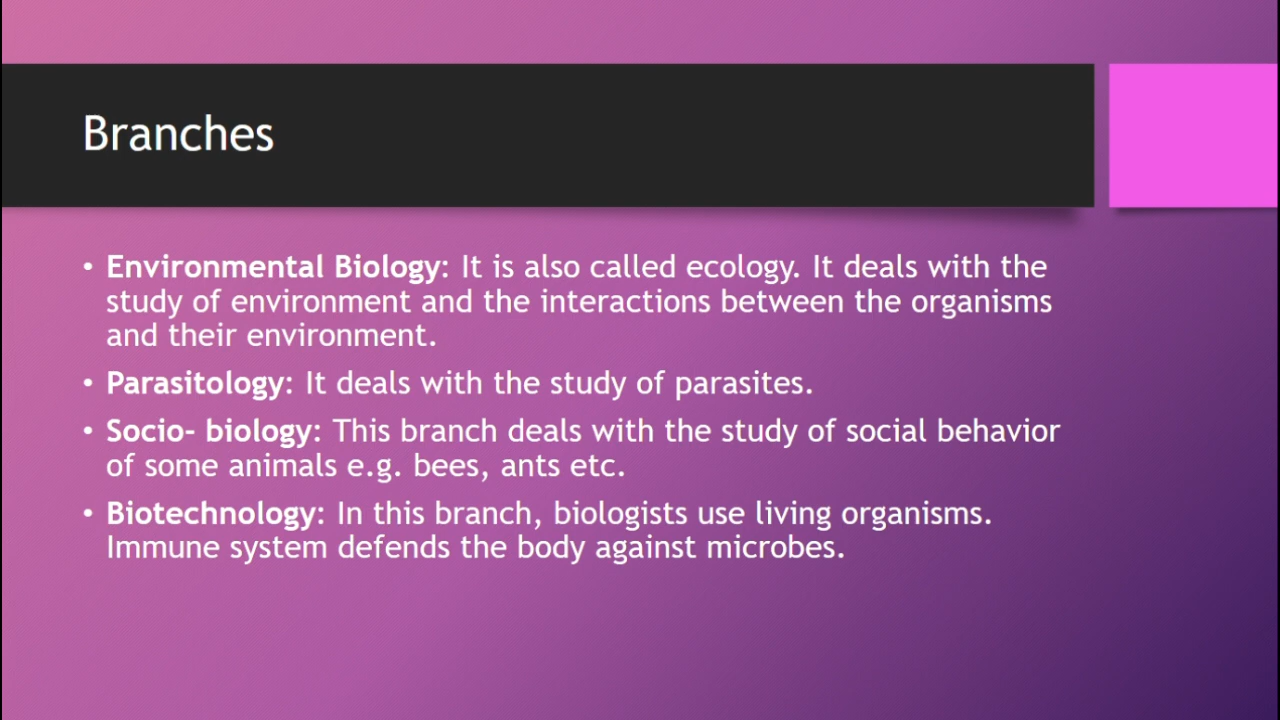 Branches
• Environmental Biology: It is also called ecology. It deals with the
study of environment and the interactions between the organisms
and their environment.
• Parasitology: It deals with the study of parasites.
• Socio- biology: This branch deals with the study of social behavior
of some animals e.g. bees, ants etc.
• Biotechnology: In this branch, biologists use living organisms.
Immune system defends the body against microbes.